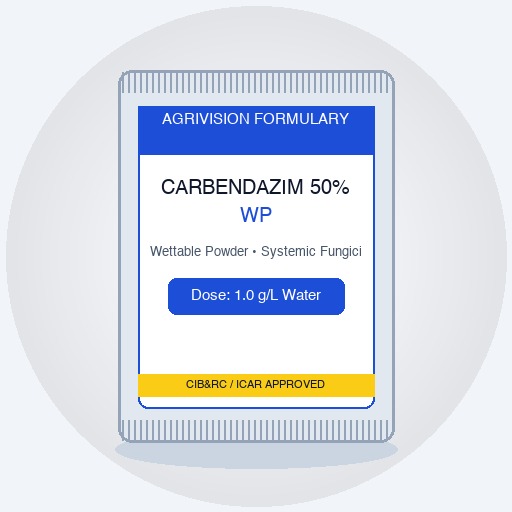 AGRIVISION FORMULARY
CARBENDAZIM 50%
WP
Wettable Powder • Systemic Fungici
Dose: 1.0 g/L Water
CIB&RC / ICAR APPROVED